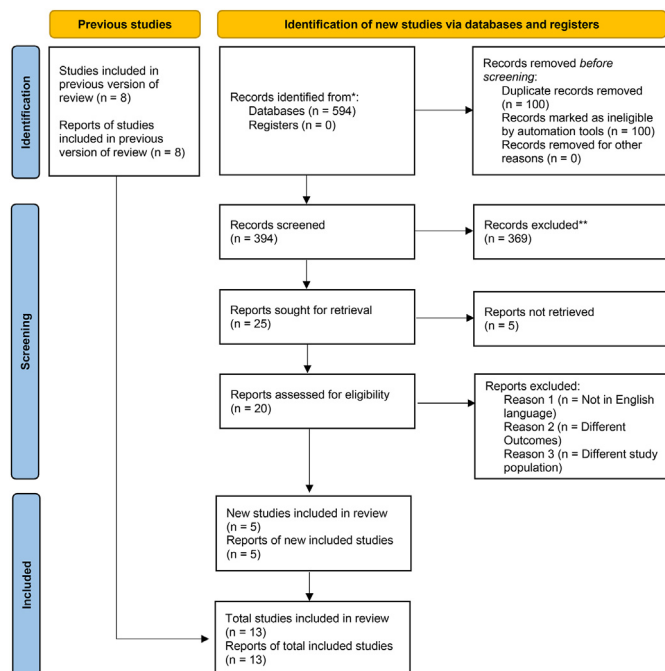 Previous studies
Identification of new studies via databases and registers
Identification
Studies included in
previous version of
review (n = 8)
Reports of studies
included in previous
version of review (n = 8)
Records identified from*:
Databases (n = 594)
Registers (n = 0)
Records removed before
screening:
Duplicate records removed
(n = 100)
Records marked as ineligible
by automation tools (n = 100)
Records removed for other
reasons (n = 0)
Screening
Records screened
(n = 394)
Records excluded**
(n = 369)
Reports sought for retrieval
(n = 25)
Reports not retrieved
(n = 5)
Reports assessed for eligibility
(n = 20)
Reports excluded:
Reason 1 (n = Not in English
language)
Reason 2 (n = Different
Outcomes)
Reason 3 (n = Different study
population)
Included
New studies included in review
(n = 5)
Reports of new included studies
(n = 5)
Total studies included in review
(n = 13)
Reports of total included studies
(n = 13)